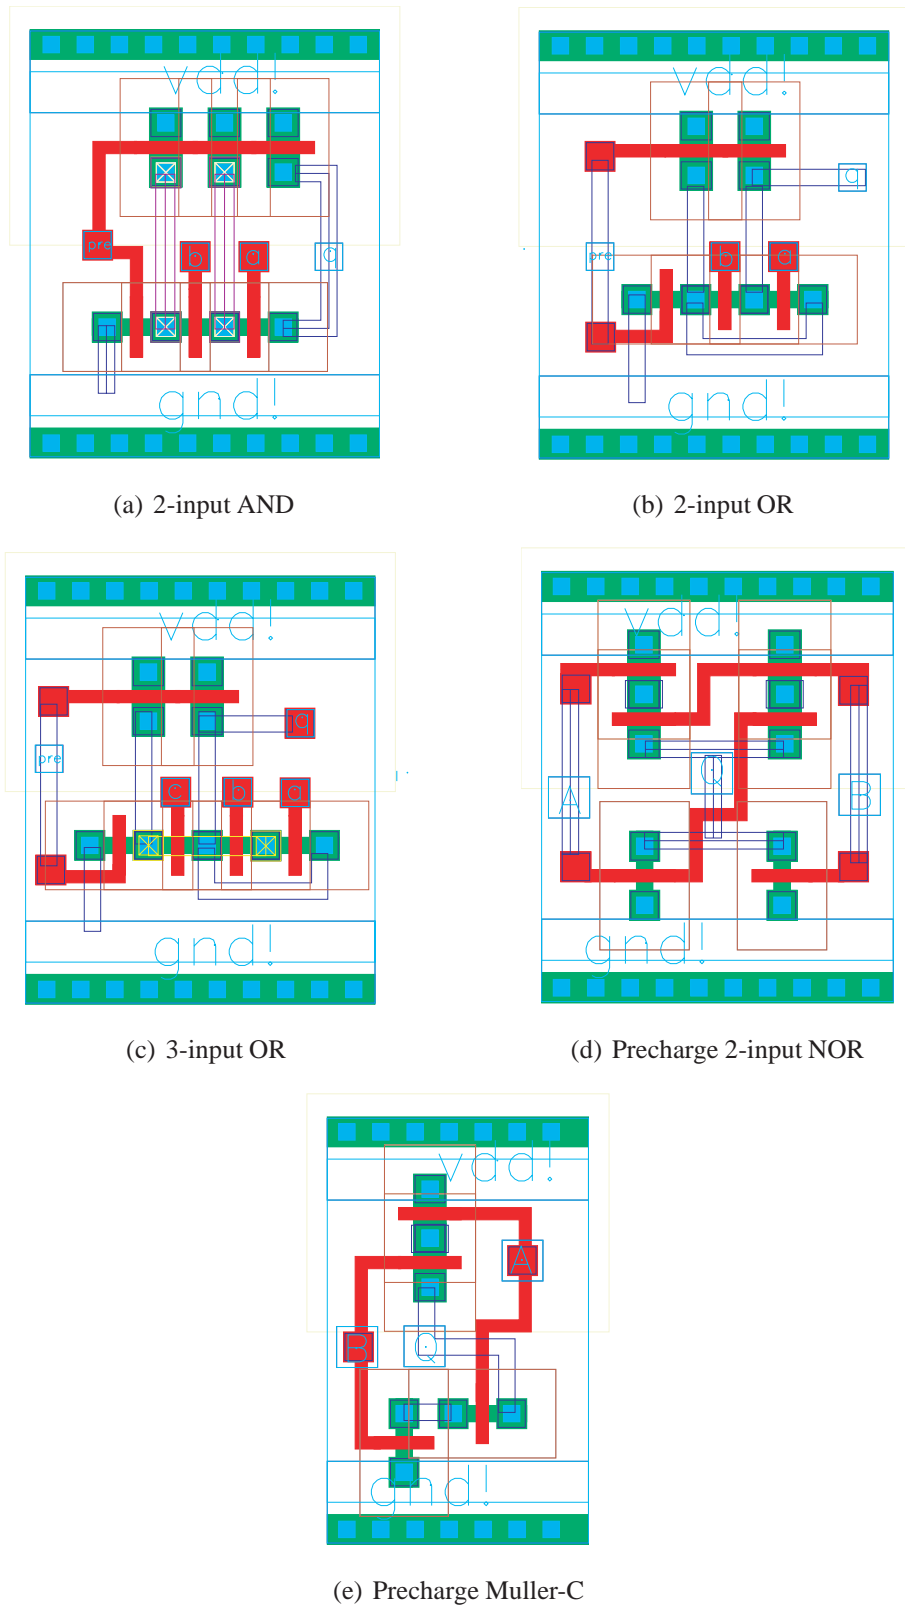 vdd!
pre
b
a
q
gnd!
(a) 2-input AND
vdd!
q
pre
b
a
gnd!
(b) 2-input OR
vdd!
q
pre
c
b
a
gnd!
(c) 3-input OR
vdd!
Q
A
B
gnd!
(d) Precharge 2-input NOR
vdd!
A
B
Q
gnd!
(e) Precharge Muller-C